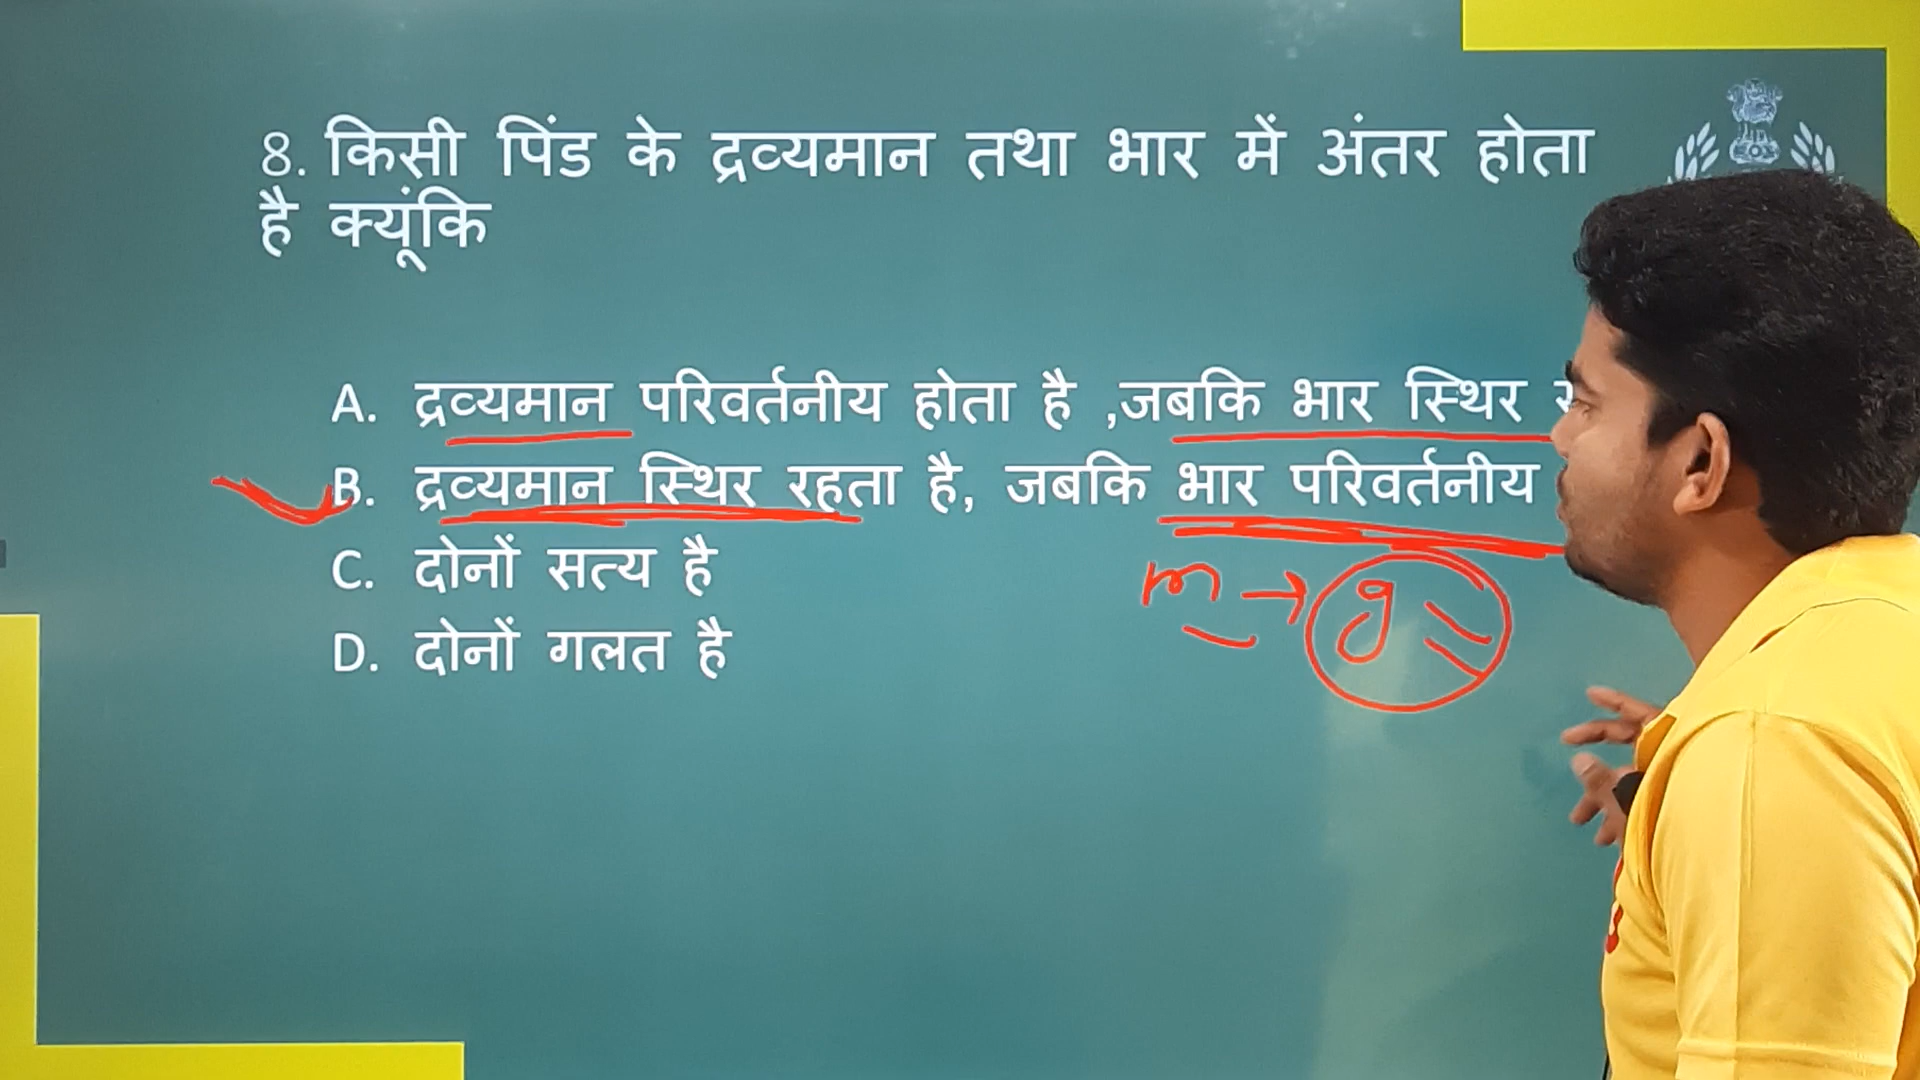 8. किसी पिंड के द्रव्यमान तथा भार में अंतर होता
है क्यूंकि
A. द्रव्यमान परिवर्तनीय होता है ,जबकि भार स्थिर
B. द्रव्यमान स्थिर रहता है, जबकि भार परिवर्तनीय
C. दोनों सत्य है
D. दोनों गलत है
m → g